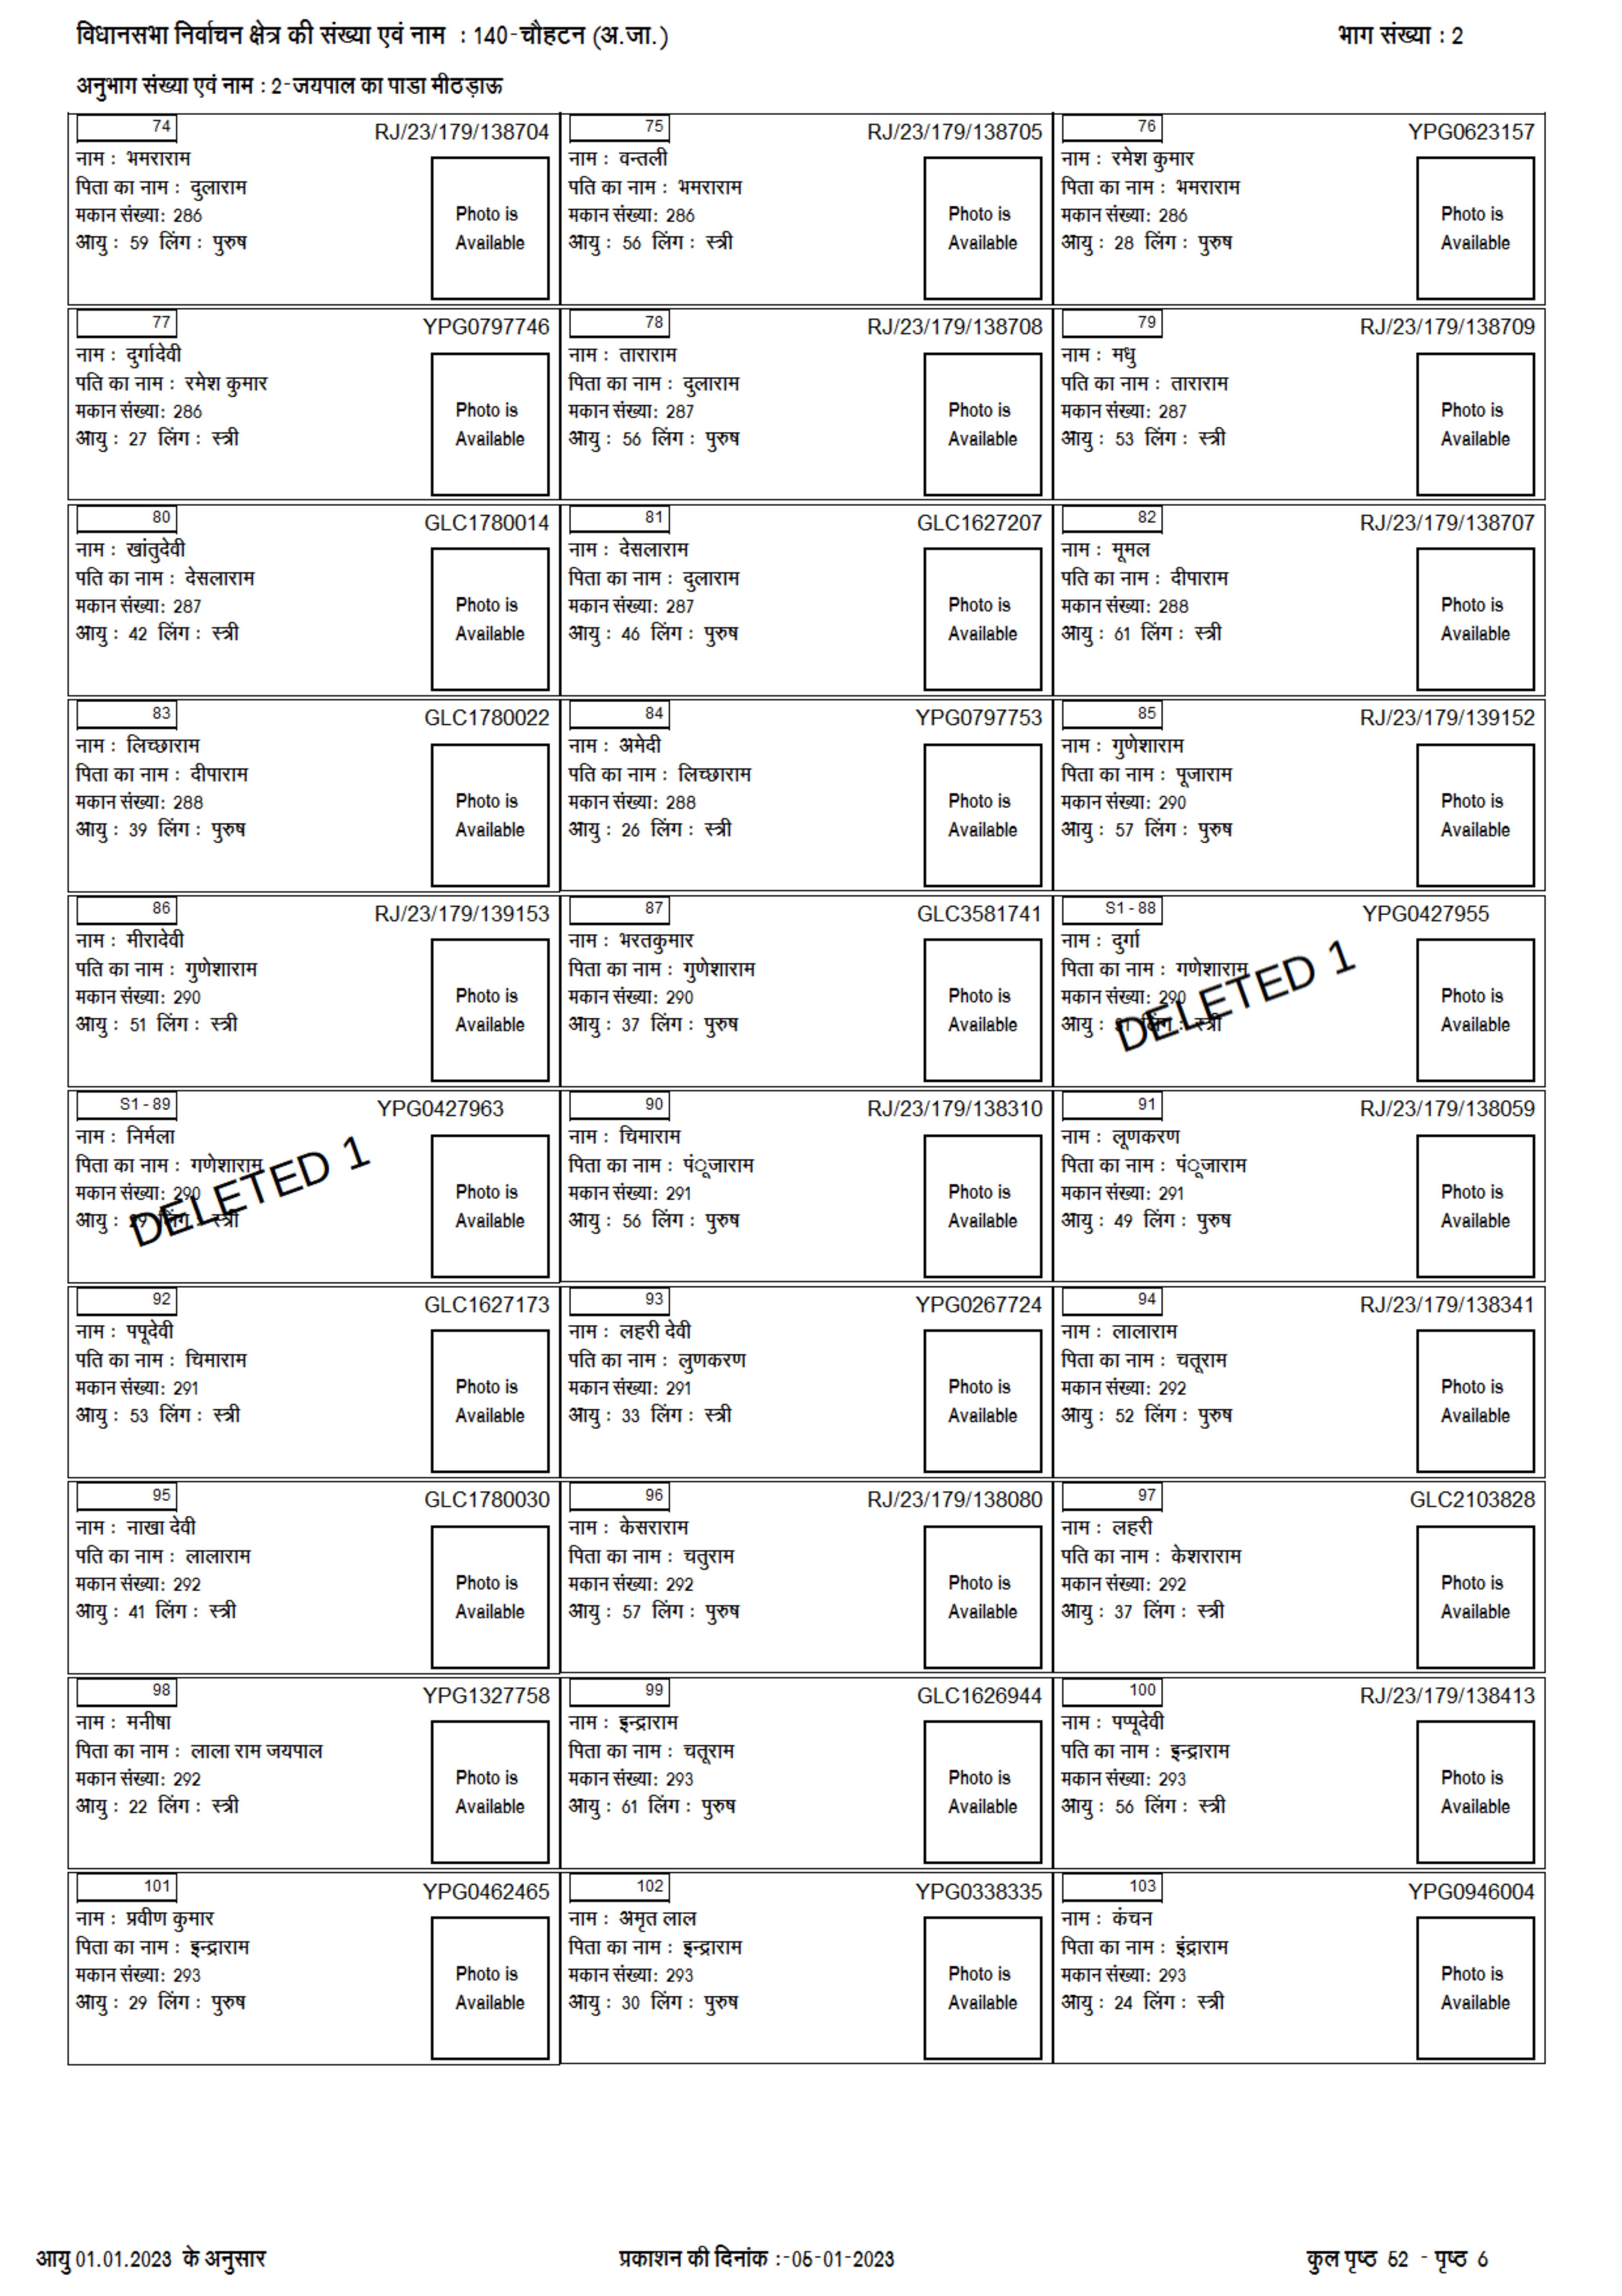 विधानसभा निर्वाचन क्षेत्र की संख्या एवं नाम : 140-चौहटन (अ.जा.)
भाग संख्या : 2
अनुभाग संख्या एवं नाम : 2-जयपाल का पाडा मीठड़ाऊ
74 RJ/23/179/138704
नाम : भमराराम
पिता का नाम : दुलाराम
मकान संख्या: 286
आयु : 59 लिंग : पुरुष
Photo is
Available
75 RJ/23/179/138705
नाम : वन्तली
पति का नाम : भमराराम
मकान संख्या: 286
आयु : 56 लिंग : स्त्री
Photo is
Available
76 YPG0623157
नाम : रमेश कुमार
पिता का नाम : भमराराम
मकान संख्या: 286
आयु : 28 लिंग : पुरुष
Photo is
Available
77 YPG0797746
नाम : दुर्गादेवी
पति का नाम : रमेश कुमार
मकान संख्या: 286
आयु : 27 लिंग : स्त्री
Photo is
Available
78 RJ/23/179/138708
नाम : ताराराम
पिता का नाम : दुलाराम
मकान संख्या: 287
आयु : 56 लिंग : पुरुष
Photo is
Available
79 RJ/23/179/138709
नाम : मधु
पति का नाम : ताराराम
मकान संख्या: 287
आयु : 53 लिंग : स्त्री
Photo is
Available
80 GLC1780014
नाम : खांतुदेवी
पति का नाम : देसलाराम
मकान संख्या: 287
आयु : 42 लिंग : स्त्री
Photo is
Available
81 GLC1627207
नाम : देसलाराम
पिता का नाम : दुलाराम
मकान संख्या: 287
आयु : 46 लिंग : पुरुष
Photo is
Available
82 RJ/23/179/138707
नाम : मूमल
पति का नाम : दीपाराम
मकान संख्या: 288
आयु : 61 लिंग : स्त्री
Photo is
Available
83 GLC1780022
नाम : लिच्छाराम
पिता का नाम : दीपाराम
मकान संख्या: 288
आयु : 39 लिंग : पुरुष
Photo is
Available
84 YPG0797753
नाम : अमेदी
पति का नाम : लिच्छाराम
मकान संख्या: 288
आयु : 26 लिंग : स्त्री
Photo is
Available
85 RJ/23/179/139152
नाम : गुणेशाराम
पिता का नाम : पूजाराम
मकान संख्या: 290
आयु : 57 लिंग : पुरुष
Photo is
Available
86 RJ/23/179/139153
नाम : मीरादेवी
पति का नाम : गुणेशाराम
मकान संख्या: 290
आयु : 51 लिंग : स्त्री
Photo is
Available
87 GLC3581741
नाम : भरतकुमार
पिता का नाम : गुणेशाराम
मकान संख्या: 290
आयु : 37 लिंग : पुरुष
Photo is
Available
S1 - 88 YPG0427955
नाम : दुर्गा
पिता का नाम : गणेशाराम
मकान संख्या: 290
आयु : लिंग : स्त्री
DELETED 1
Photo is
Available
S1 - 89 YPG0427963
नाम : निर्मला
पिता का नाम : गणेशाराम
मकान संख्या: 290
आयु : 29 लिंग : स्त्री
DELETED 1
Photo is
Available
90 RJ/23/179/138310
नाम : चिमाराम
पिता का नाम : पंूजाराम
मकान संख्या: 291
आयु : 56 लिंग : पुरुष
Photo is
Available
91 RJ/23/179/138059
नाम : लूणकरण
पिता का नाम : पंूजाराम
मकान संख्या: 291
आयु : 49 लिंग : पुरुष
Photo is
Available
92 GLC1627173
नाम : पपूदेवी
पति का नाम : चिमाराम
मकान संख्या: 291
आयु : 53 लिंग : स्त्री
Photo is
Available
93 YPG0267724
नाम : लहरी देवी
पति का नाम : लुणकरण
मकान संख्या: 291
आयु : 33 लिंग : स्त्री
Photo is
Available
94 RJ/23/179/138341
नाम : लालाराम
पिता का नाम : चतूराम
मकान संख्या: 292
आयु : 52 लिंग : पुरुष
Photo is
Available
95 GLC1780030
नाम : नाखा देवी
पति का नाम : लालाराम
मकान संख्या: 292
आयु : 41 लिंग : स्त्री
Photo is
Available
96 RJ/23/179/138080
नाम : केसराराम
पिता का नाम : चतुराम
मकान संख्या: 292
आयु : 57 लिंग : पुरुष
Photo is
Available
97 GLC2103828
नाम : लहरी
पति का नाम : केशराराम
मकान संख्या: 292
आयु : 37 लिंग : स्त्री
Photo is
Available
98 YPG1327758
नाम : मनीषा
पिता का नाम : लाला राम जयपाल
मकान संख्या: 292
आयु : 22 लिंग : स्त्री
Photo is
Available
99 GLC1626944
नाम : इन्द्राराम
पिता का नाम : चतूराम
मकान संख्या: 293
आयु : 61 लिंग : पुरुष
Photo is
Available
100 RJ/23/179/138413
नाम : पप्पूदेवी
पति का नाम : इन्द्राराम
मकान संख्या: 293
आयु : 56 लिंग : स्त्री
Photo is
Available
101 YPG0462465
नाम : प्रवीण कुमार
पिता का नाम : इन्द्राराम
मकान संख्या: 293
आयु : 29 लिंग : पुरुष
Photo is
Available
102 YPG0338335
नाम : अमृत लाल
पिता का नाम : इन्द्राराम
मकान संख्या: 293
आयु : 30 लिंग : पुरुष
Photo is
Available
103 YPG0946004
नाम : कंचन
पिता का नाम : इंद्राराम
मकान संख्या: 293
आयु : 24 लिंग : स्त्री
Photo is
Available
आयु 01.01.2023 के अनुसार
प्रकाशन की दिनांक :-05-01-2023
कुल पृष्ठ 52 - पृष्ठ 6